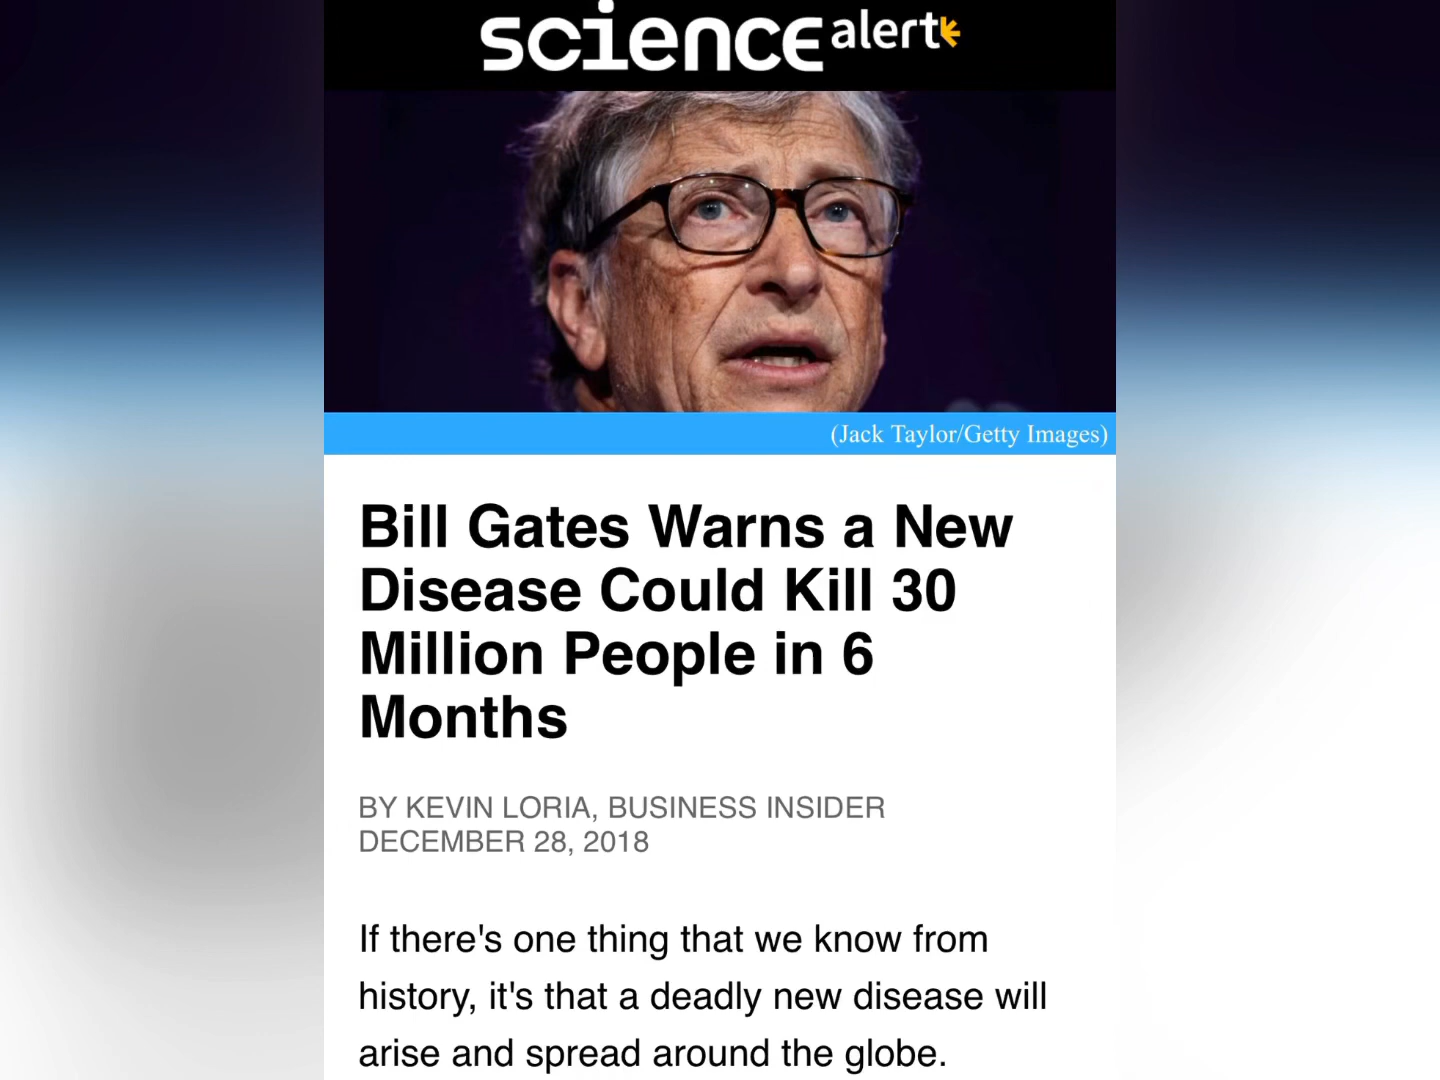 science alert
(Jack Taylor/Getty Images)
Bill Gates Warns a New
Disease Could Kill 30
Million People in 6
Months
BY KEVIN LORIA, BUSINESS INSIDER
DECEMBER 28, 2018
If there's one thing that we know from
history, it's that a deadly new disease will
arise and spread around the globe.